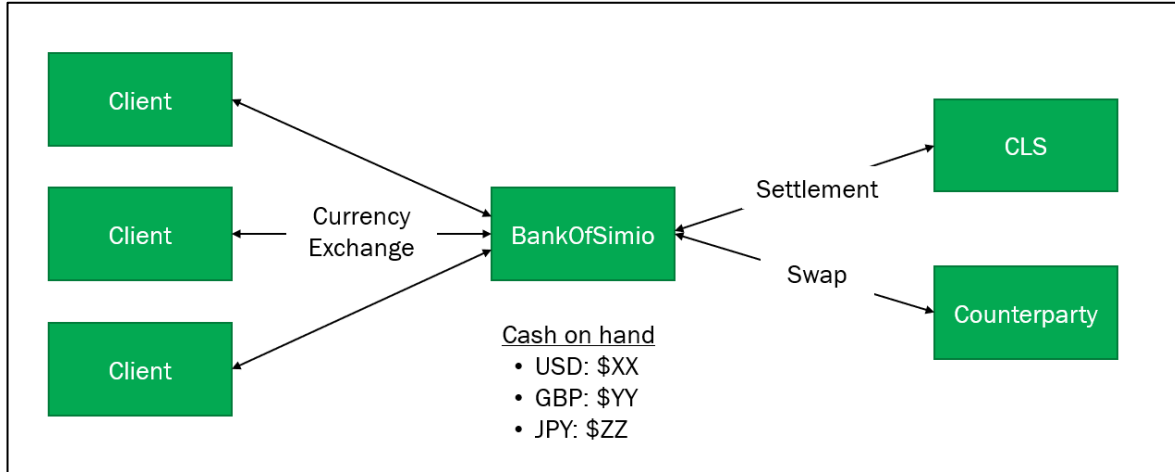 Client
Client
Client
Currency
Exchange
BankOfSimio
Cash on hand
• USD: $XX
• GBP: $YY
• JPY: $ZZ
Settlement
Swap
CLS
Counterparty